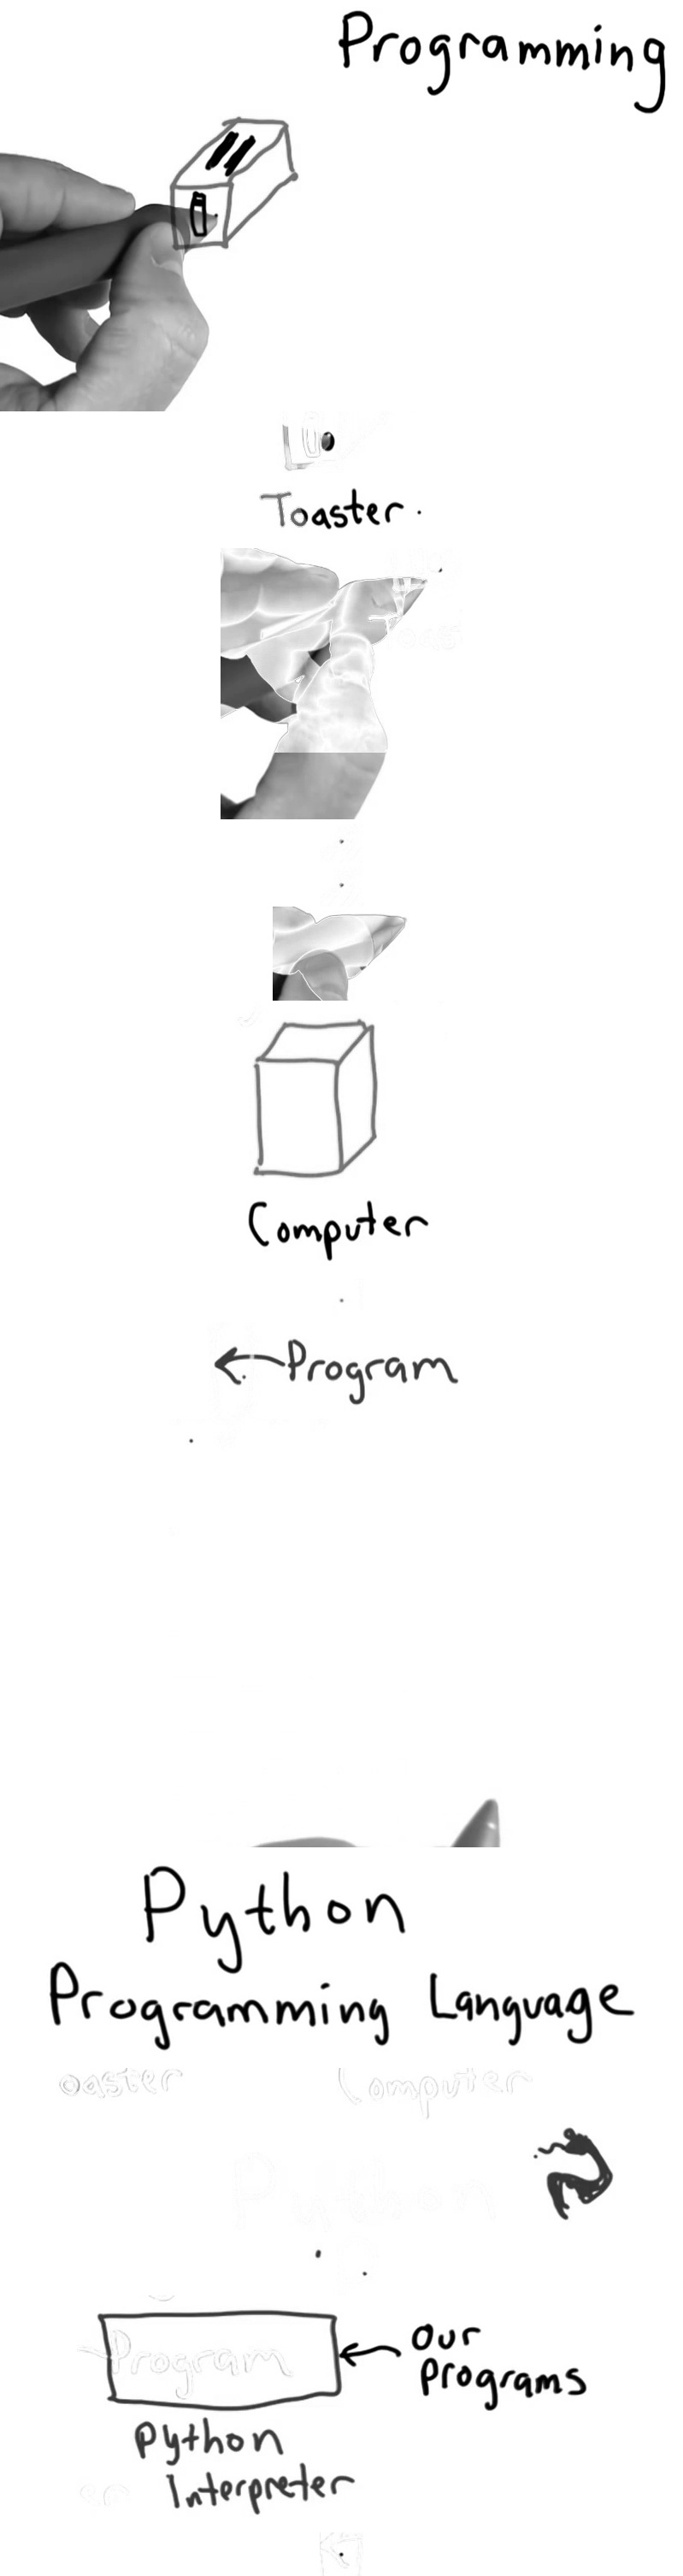 Programming
Toaster.
Computer
←Program
Python
Programming Language
oaster Computer
Python
our
Programs
Program
Python
Interpreter